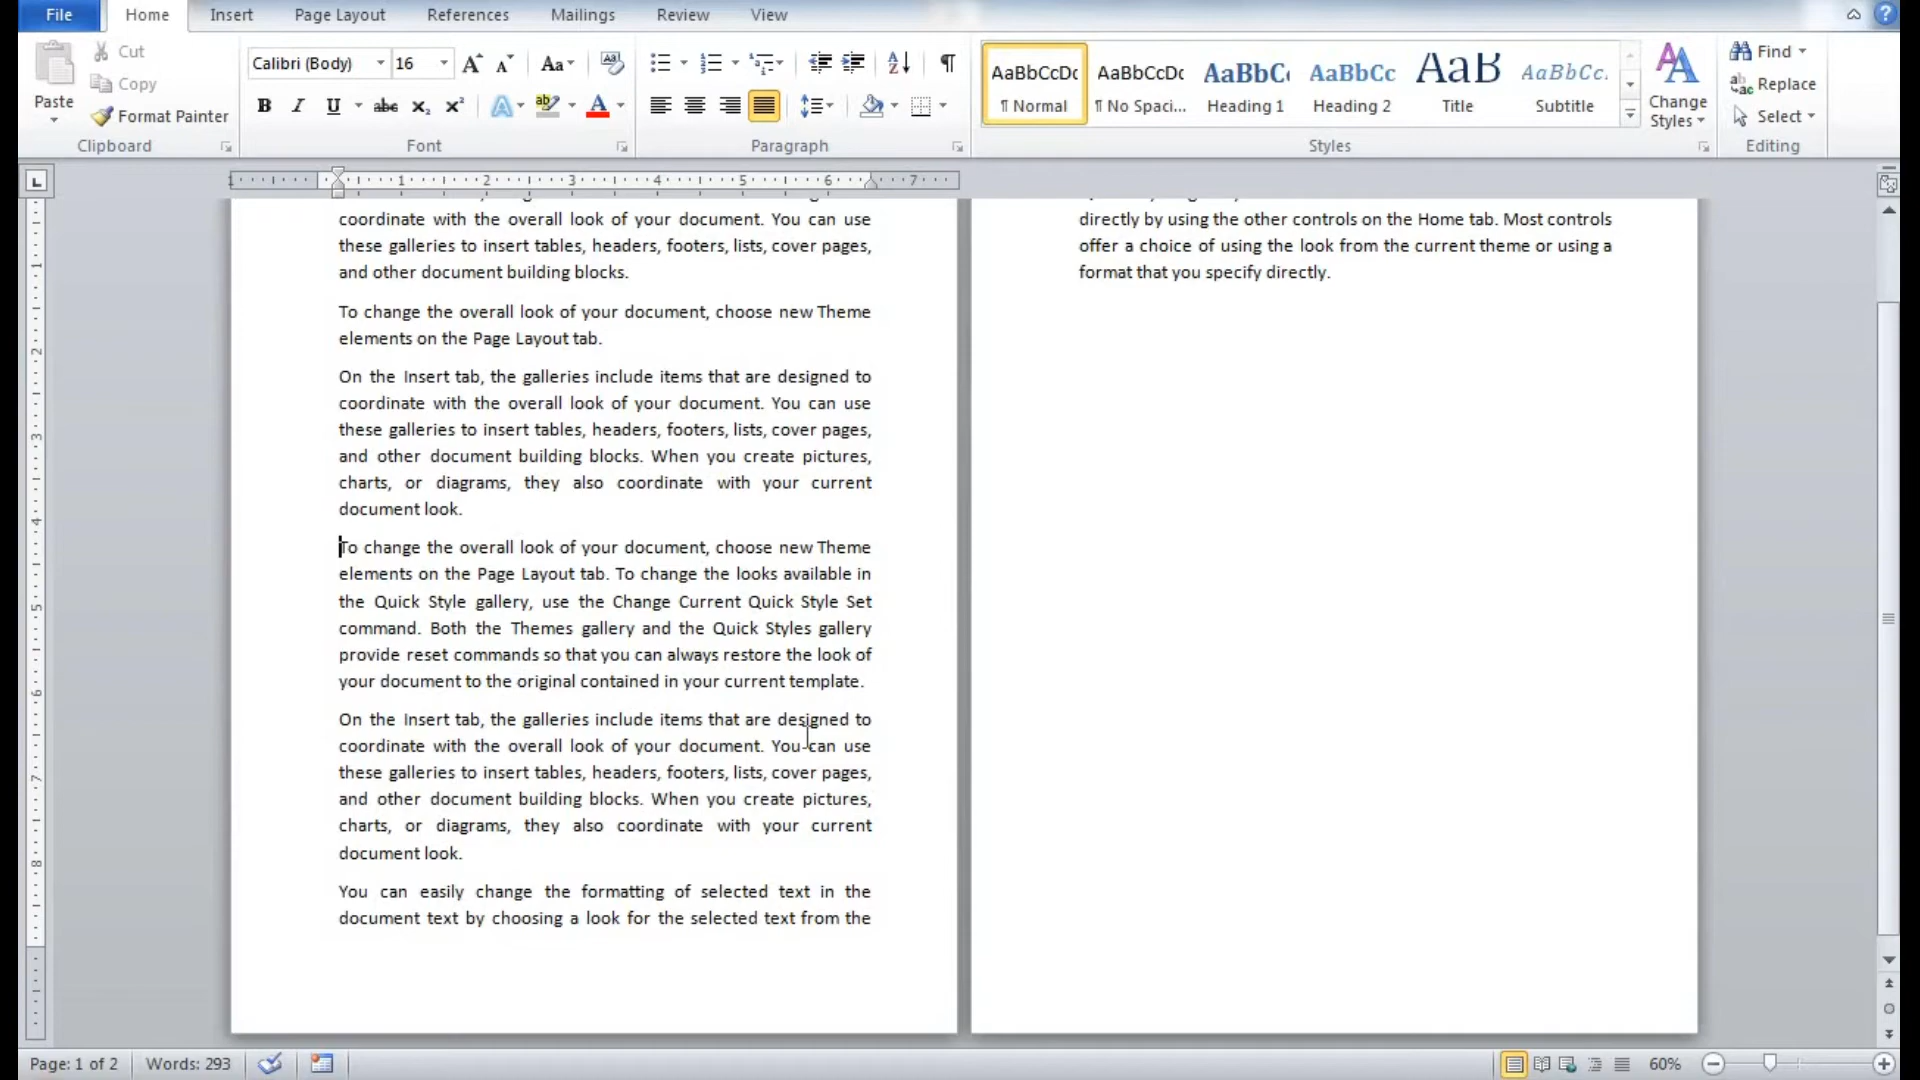 File Home Insert Page Layout References Mailings Review View
Cut
Copy
Paste
Format Painter
Clipboard
Calibri (Body) 16
Font
Paragraph
AaBbCcDc AaBbCcDc AaBbC AaBbCc AaB AaBbCc.
¶ Normal ¶ No Spaci... Heading 1 Heading 2 Title Subtitle
Change
Styles
Styles
Find
Replace
Select
Editing
1 1 2 3 4 5 6 7
coordinate with the overall look of your document. You can use
these galleries to insert tables, headers, footers, lists, cover pages,
and other document building blocks.
To change the overall look of your document, choose new Theme
elements on the Page Layout tab.
On the Insert tab, the galleries include items that are designed to
coordinate with the overall look of your document. You can use
these galleries to insert tables, headers, footers, lists, cover pages,
and other document building blocks. When you create pictures,
charts, or diagrams, they also coordinate with your current
document look.
To change the overall look of your document, choose new Theme
elements on the Page Layout tab. To change the looks available in
the Quick Style gallery, use the Change Current Quick Style Set
command. Both the Themes gallery and the Quick Styles gallery
provide reset commands so that you can always restore the look of
your document to the original contained in your current template.
On the Insert tab, the galleries include items that are designed to
coordinate with the overall look of your document. You can use
these galleries to insert tables, headers, footers, lists, cover pages,
and other document building blocks. When you create pictures,
charts, or diagrams, they also coordinate with your current
document look.
You can easily change the formatting of selected text in the
document text by choosing a look for the selected text from the
directly by using the other controls on the Home tab. Most controls
offer a choice of using the look from the current theme or using a
format that you specify directly.
Page: 1 of 2 Words: 293 60%